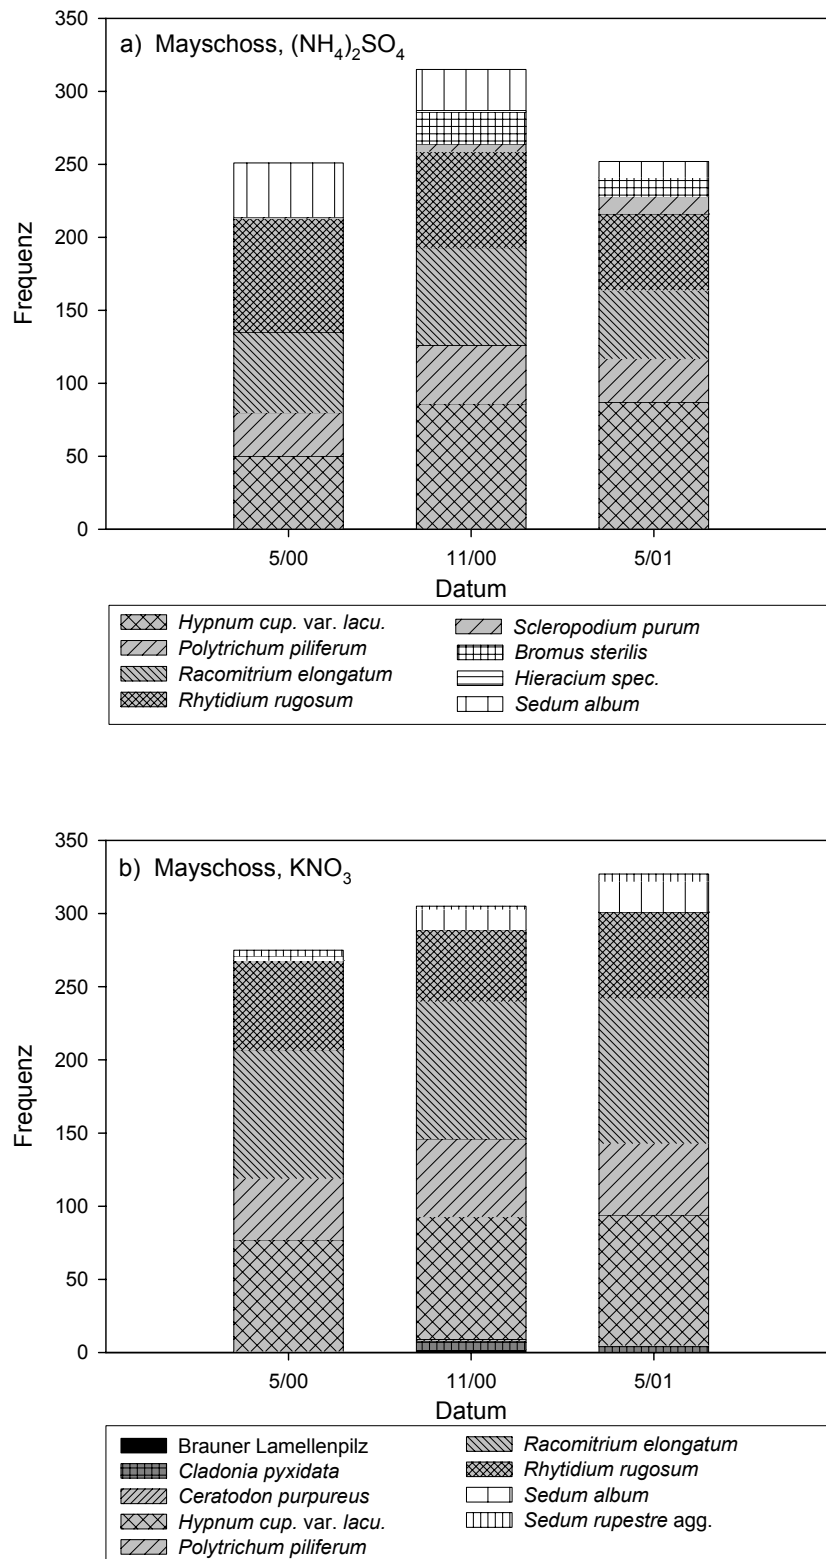 350
a) Mayschoss, (NH4)2SO4
300
250
200
Frequenz
150
100
50
0
5/00 11/00 5/01
Datum
Hypnum cup. var. lacu. Scleropodium purum
Polytrichum piliferum Bromus sterilis
Racomitrium elongatum Hieracium spec.
Rhytidium rugosum Sedum album
350
b) Mayschoss, KNO3
300
250
200
Frequenz
150
100
50
0
5/00 11/00 5/01
Datum
Brauner Lamellenpilz Racomitrium elongatum
Cladonia pyxidata Rhytidium rugosum
Ceratodon purpureus Sedum album
Hypnum cup. var. lacu. Sedum rupestre agg.
Polytrichum piliferum